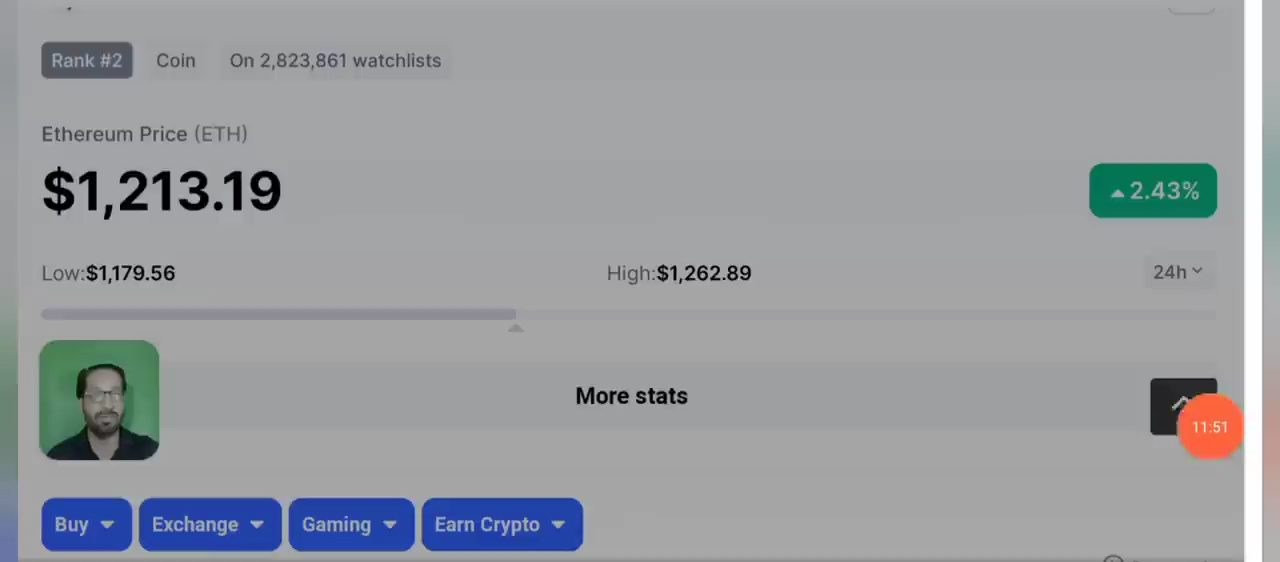 Rank #2 Coin On 2,823,861 watchlists
Ethereum Price (ETH)
$1,213.19 2.43%
Low:$1,179.56 High:$1,262.89 24h
More stats
11:51
Buy Exchange Gaming Earn Crypto